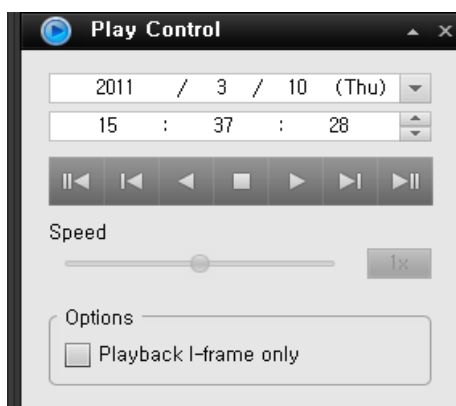 Play Control
2011 / 3 / 10 (Thu)
15 : 37 : 28
Speed
1x
Options
Playback I-frame only